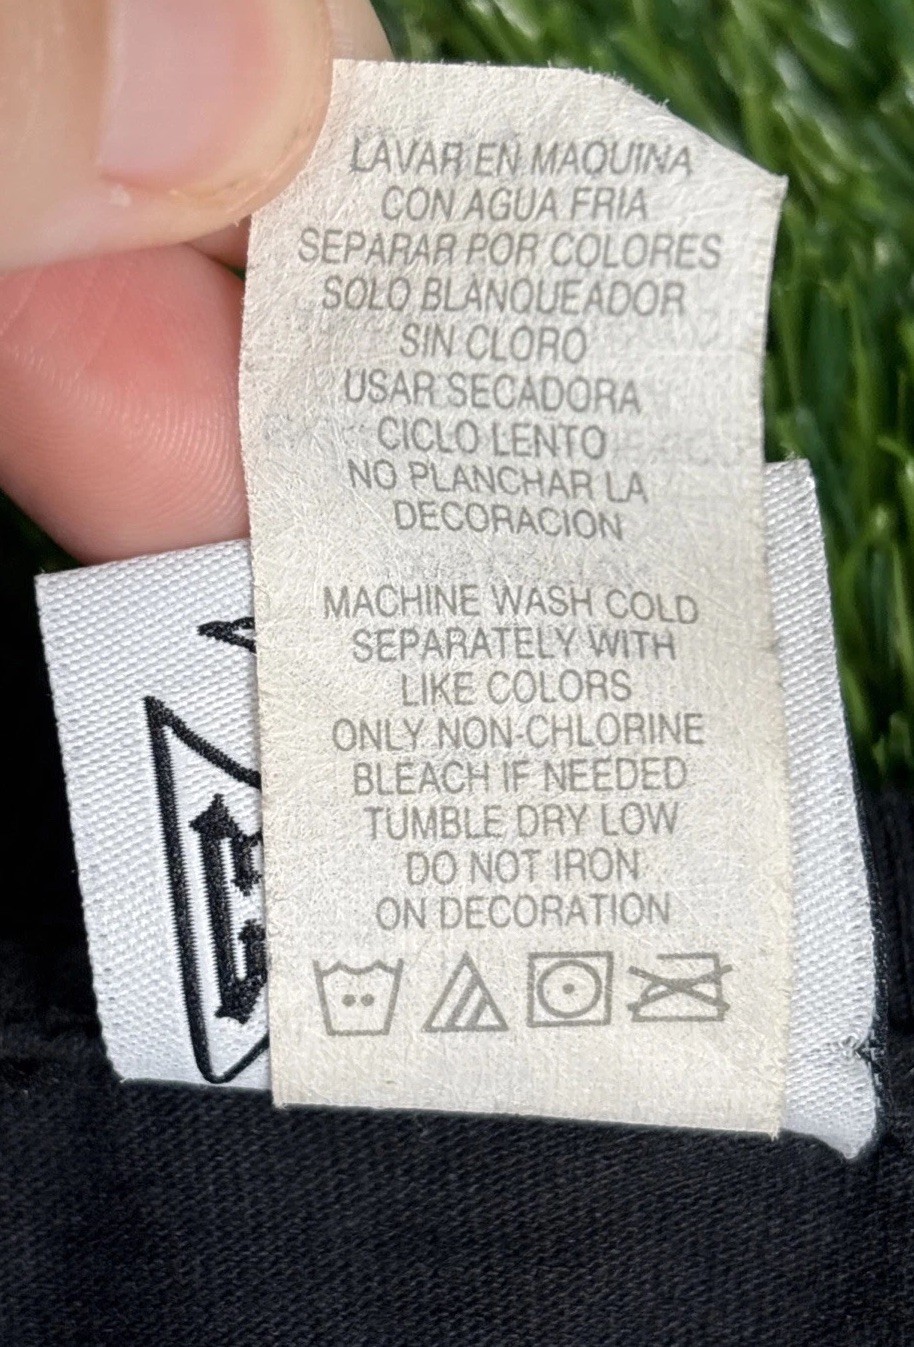 LAVAR EN MAQUINA
CON AGUA FRIA
SEPARAR POR COLORES
SOLO BLANQUEADOR
SIN CLORO
USAR SECADORA
CICLO LENTO
NO PLANCHAR LA
DECORACION
MACHINE WASH COLD
SEPARATELY WITH
LIKE COLORS
ONLY NON-CHLORINE
BLEACH IF NEEDED
TUMBLE DRY LOW
DO NOT IRON
ON DECORATION